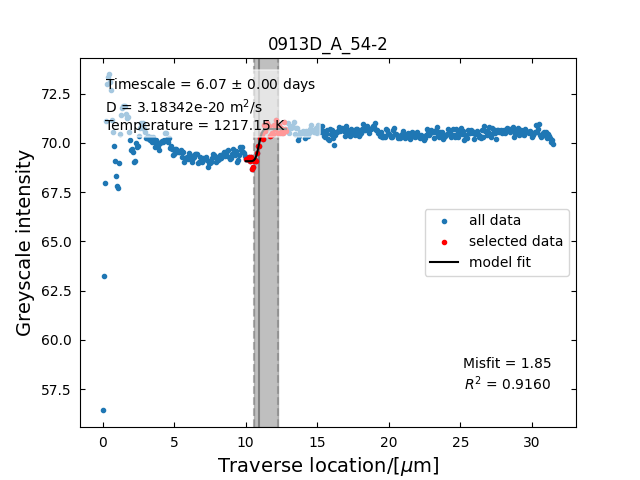 0913D_A_54-2
Timescale = 6.07 ± 0.00 days
D = 3.18342e-20 m²/s
Temperature = 1217.15 K
Greyscale intensity
72.5
70.0
67.5
65.0
62.5
60.0
57.5
all data
selected data
model fit
Misfit = 1.85
R² = 0.9160
0 5 10 15 20 25 30
Traverse location/[μm]